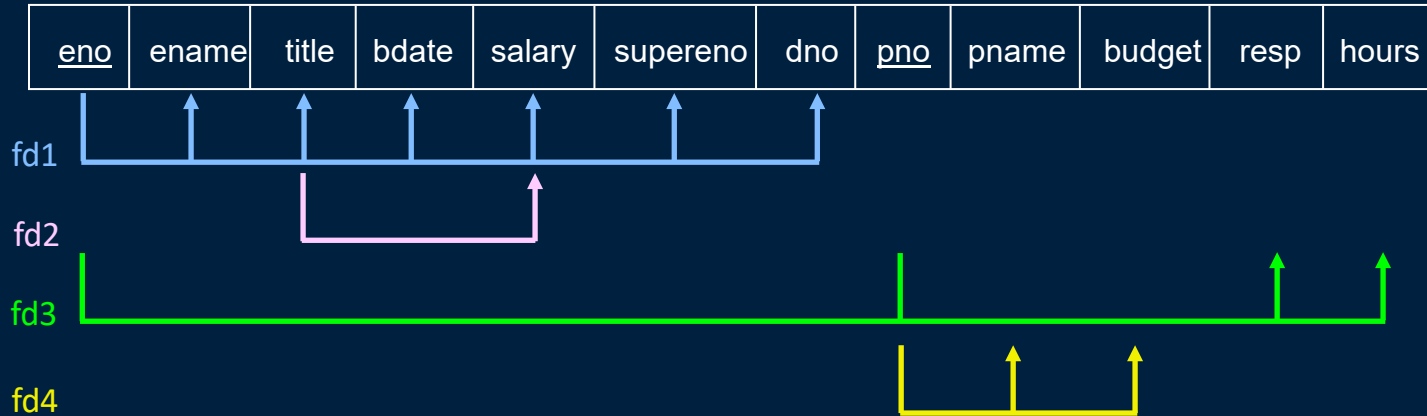 eno ename title bdate salary supereno dno pno pname budget resp hours
fd1
fd2
fd3
fd4